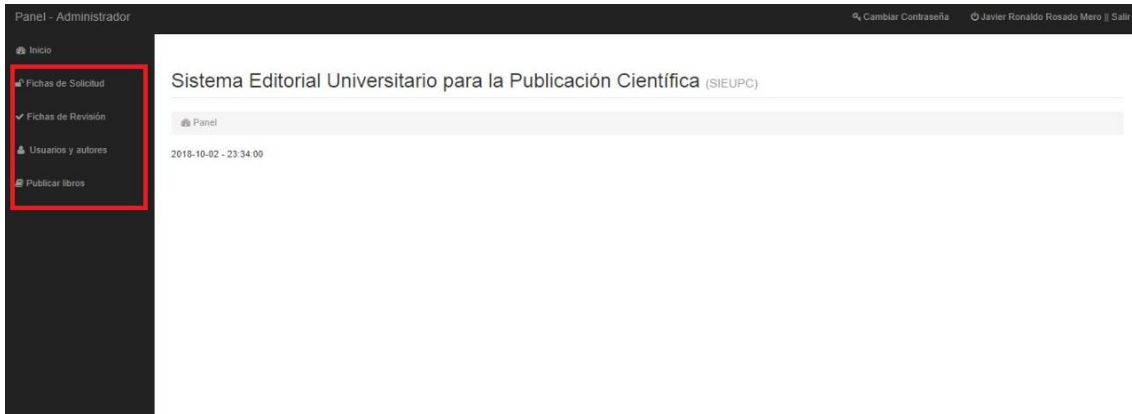 Panel - Administrador
Cambiar Contraseña
Javier Ronaldo Rosado Mero || Salir
Inicio
Fichas de Solicitud
Fichas de Revisión
Usuarios y autores
Publicar libros
Sistema Editorial Universitario para la Publicación Científica (SIEUPC)
Panel
2018-10-02 - 23:34:00